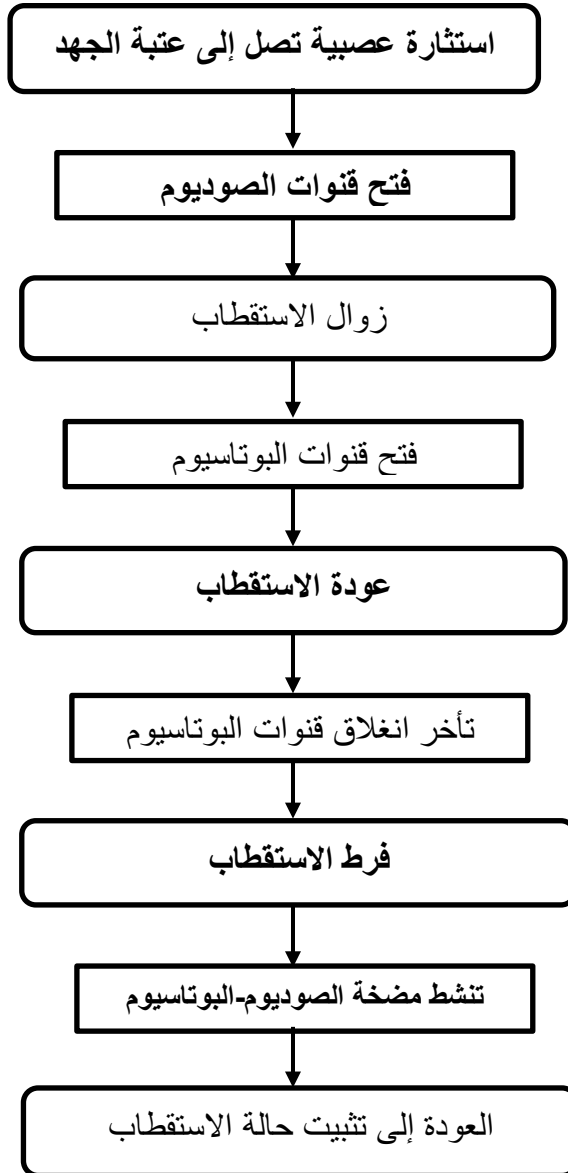 استثارة عصبية تصل إلى عتبة الجهد
فتح قنوات الصوديوم
زوال الاستقطاب
فتح قنوات البوتاسيوم
عودة الاستقطاب
تأخر انغلاق قنوات البوتاسيوم
فرط الاستقطاب
تنشط مضخة الصوديوم-البوتاسيوم
العودة إلى تثبيت حالة الاستقطاب